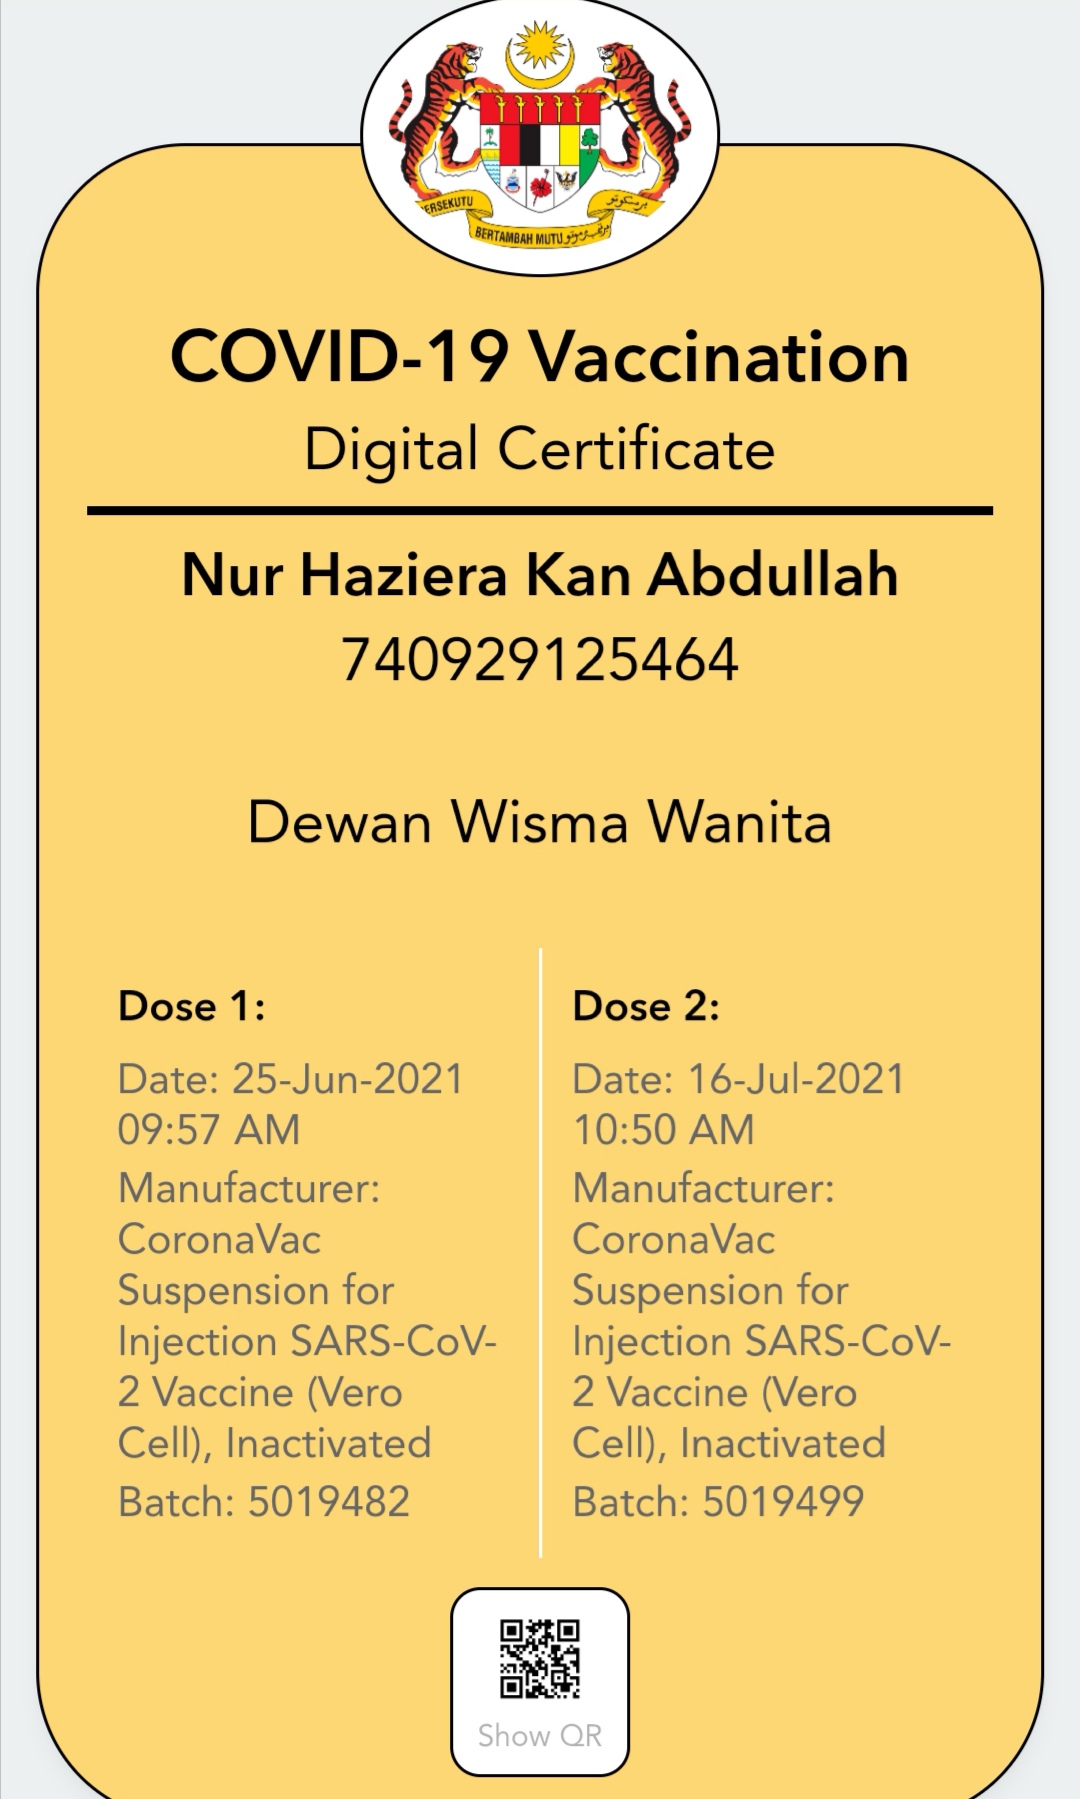 ERSEKUTU
BERTAMBAH MUTU
COVID-19 Vaccination
Digital Certificate
Nur Haziera Kan Abdullah
740929125464
Dewan Wisma Wanita
Dose 1:
Date: 25-Jun-2021
09:57 AM
Manufacturer:
CoronaVac
Suspension for
Injection SARS-CoV-
2 Vaccine (Vero
Cell), Inactivated
Batch: 5019482
Dose 2:
Date: 16-Jul-2021
10:50 AM
Manufacturer:
CoronaVac
Suspension for
Injection SARS-CoV-
2 Vaccine (Vero
Cell), Inactivated
Batch: 5019499
Show QR